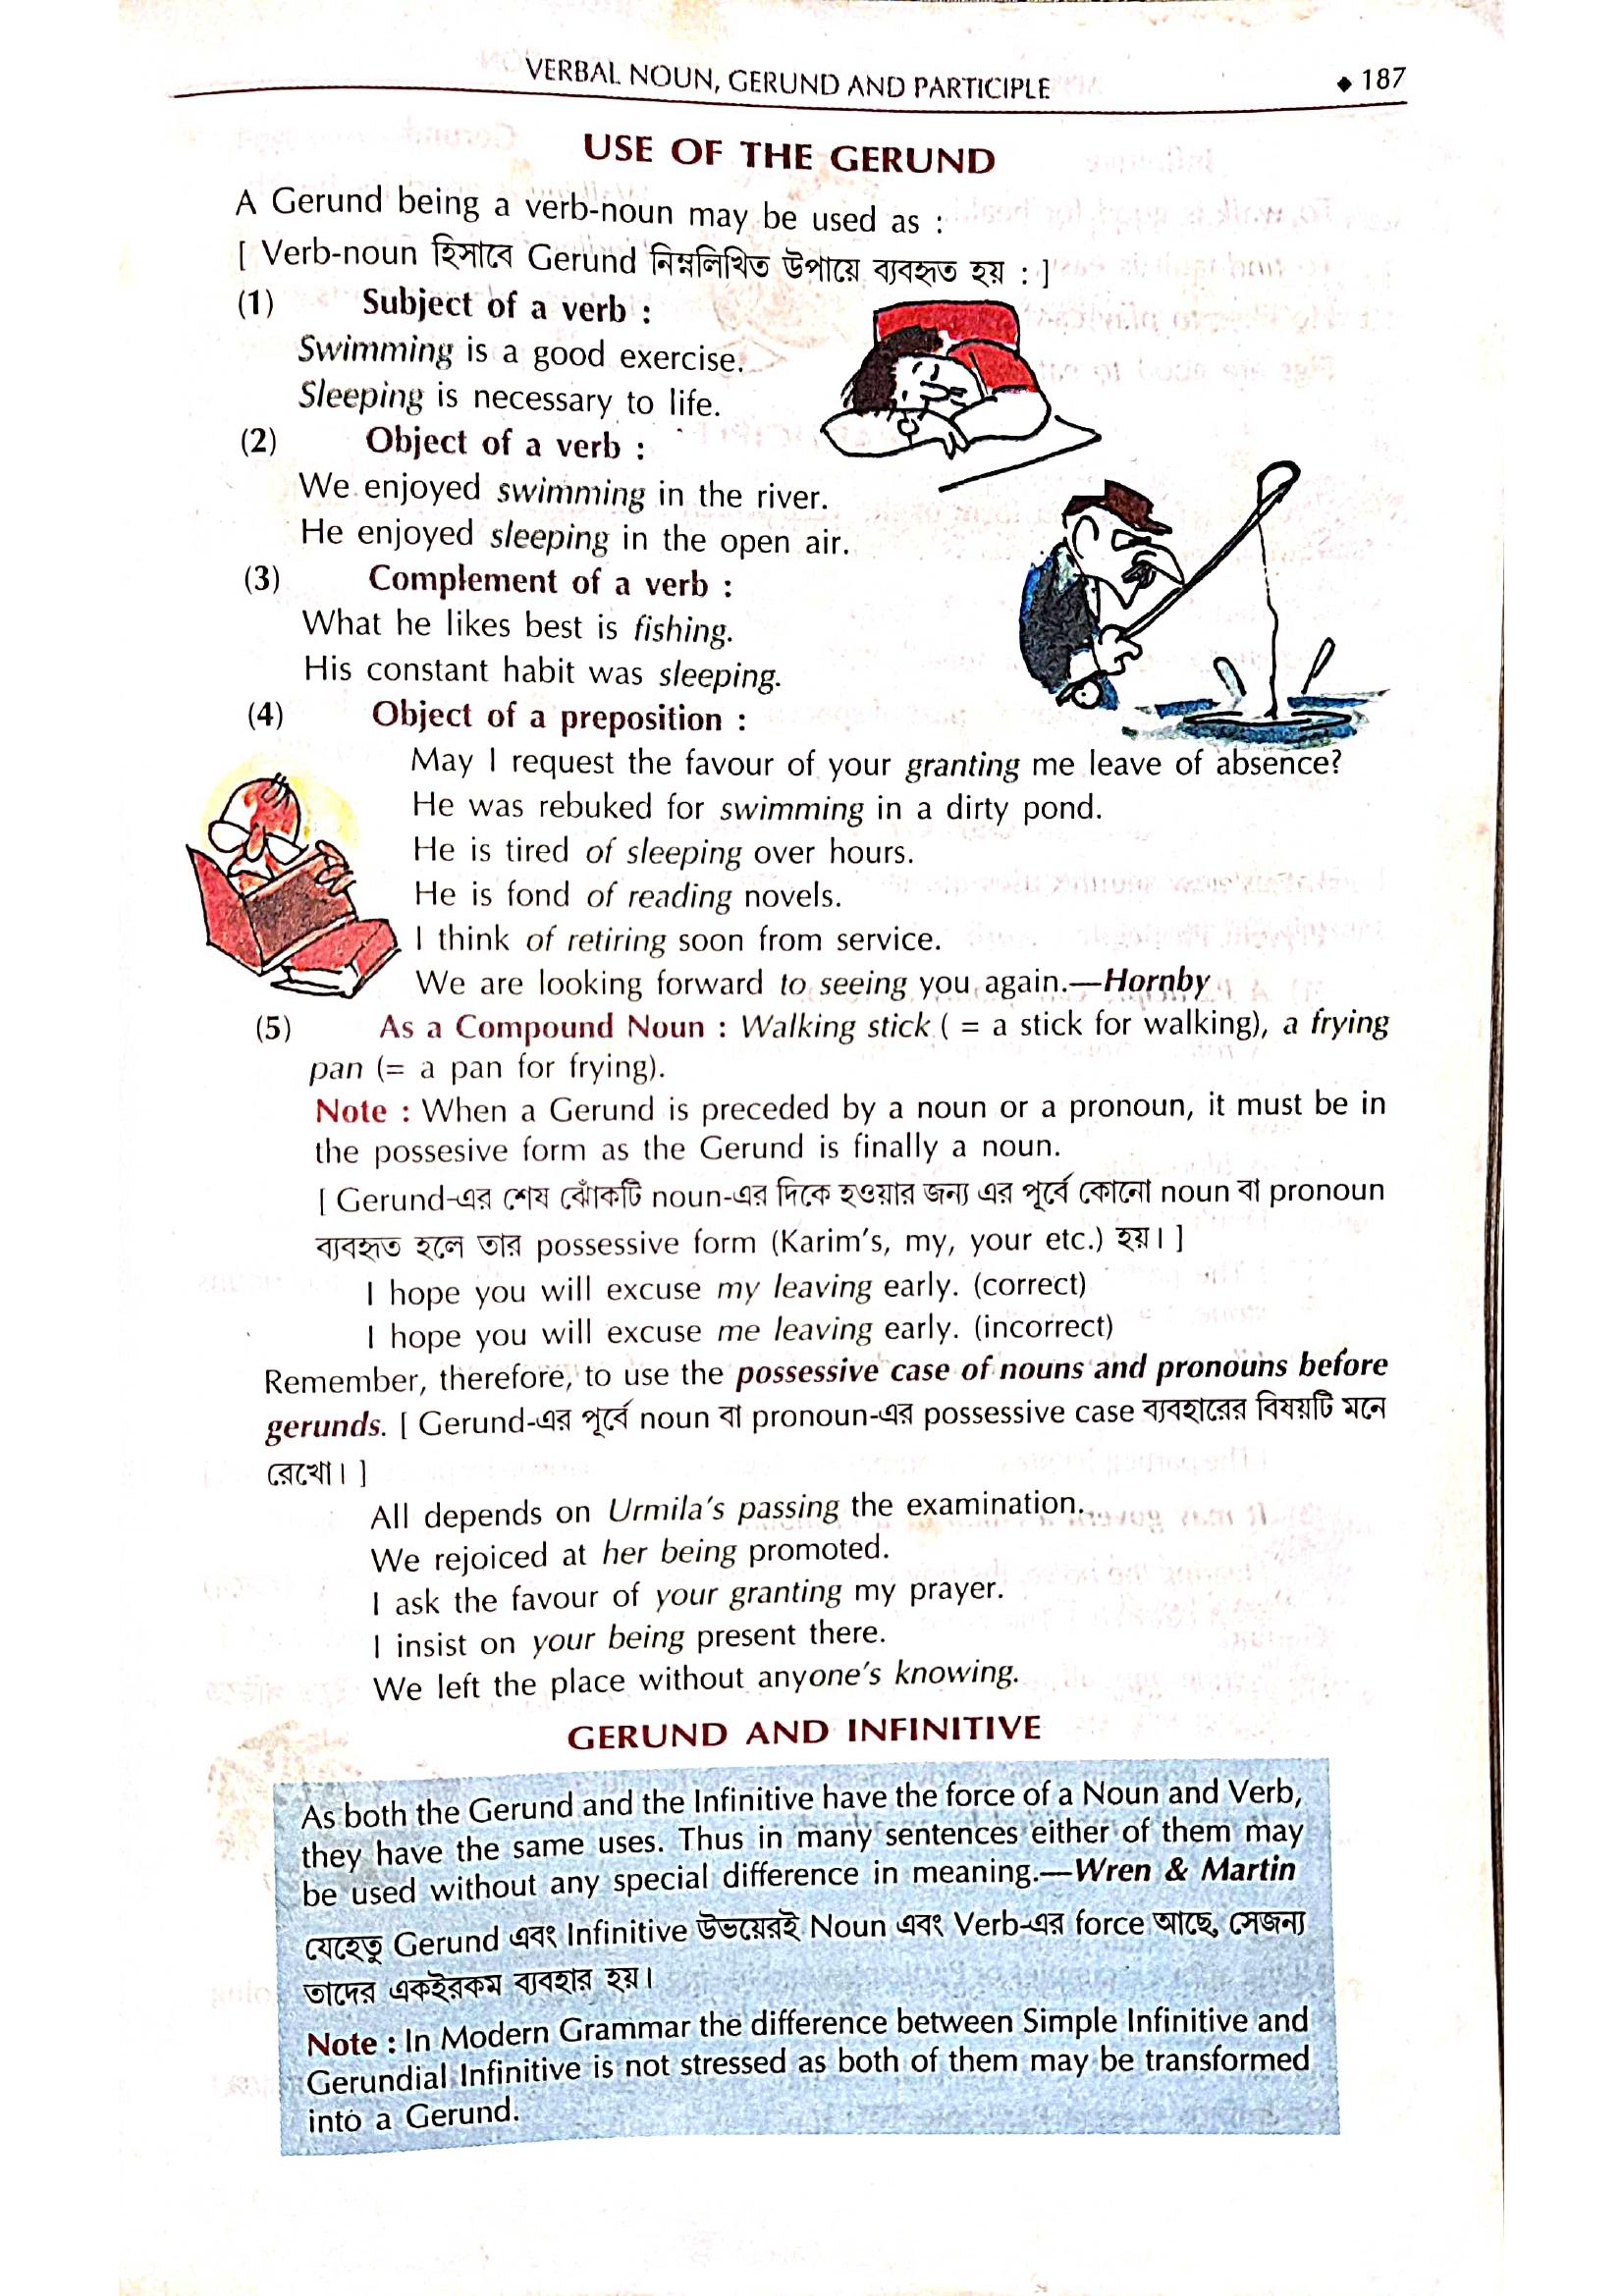 VERBAL NOUN, GERUND AND PARTICIPLE ◆ 187
USE OF THE GERUND
A Gerund being a verb-noun may be used as :
[ Verb-noun হিসাবে Gerund নিম্নলিখিত উপায়ে ব্যবহৃত হয় : ]
(1) Subject of a verb :
Swimming is a good exercise.
Sleeping is necessary to life.
(2) Object of a verb :
We enjoyed swimming in the river.
He enjoyed sleeping in the open air.
(3) Complement of a verb :
What he likes best is fishing.
His constant habit was sleeping.
(4) Object of a preposition :
May I request the favour of your granting me leave of absence?
He was rebuked for swimming in a dirty pond.
He is tired of sleeping over hours.
He is fond of reading novels.
I think of retiring soon from service.
We are looking forward to seeing you again.—Hornby
(5) As a Compound Noun : Walking stick ( = a stick for walking), a frying
pan (= a pan for frying).
Note : When a Gerund is preceded by a noun or a pronoun, it must be in
the possesive form as the Gerund is finally a noun.
[ Gerund-এর শেষ ঝোঁকটি noun-এর দিকে হওয়ার জন্য এর পূর্বে কোনো noun বা pronoun
ব্যবহৃত হলে তার possessive form (Karim's, my, your etc.) হয়। ]
I hope you will excuse my leaving early. (correct)
I hope you will excuse me leaving early. (incorrect)
Remember, therefore, to use the possessive case of nouns and pronouns before
gerunds. [ Gerund-এর পূর্বে noun বা pronoun-এর possessive case ব্যবহারের বিষয়টি মনে
রেখো। ]
All depends on Urmila's passing the examination.
We rejoiced at her being promoted.
I ask the favour of your granting my prayer.
I insist on your being present there.
We left the place without anyone's knowing.
GERUND AND INFINITIVE
As both the Gerund and the Infinitive have the force of a Noun and Verb,
they have the same uses. Thus in many sentences either of them may
be used without any special difference in meaning.—Wren & Martin
যেহেতু Gerund এবং Infinitive উভয়েরই Noun এবং Verb-এর force আছে, সেজন্য
তাদের একইরকম ব্যবহার হয়।
Note : In Modern Grammar the difference between Simple Infinitive and
Gerundial Infinitive is not stressed as both of them may be transformed
into a Gerund.